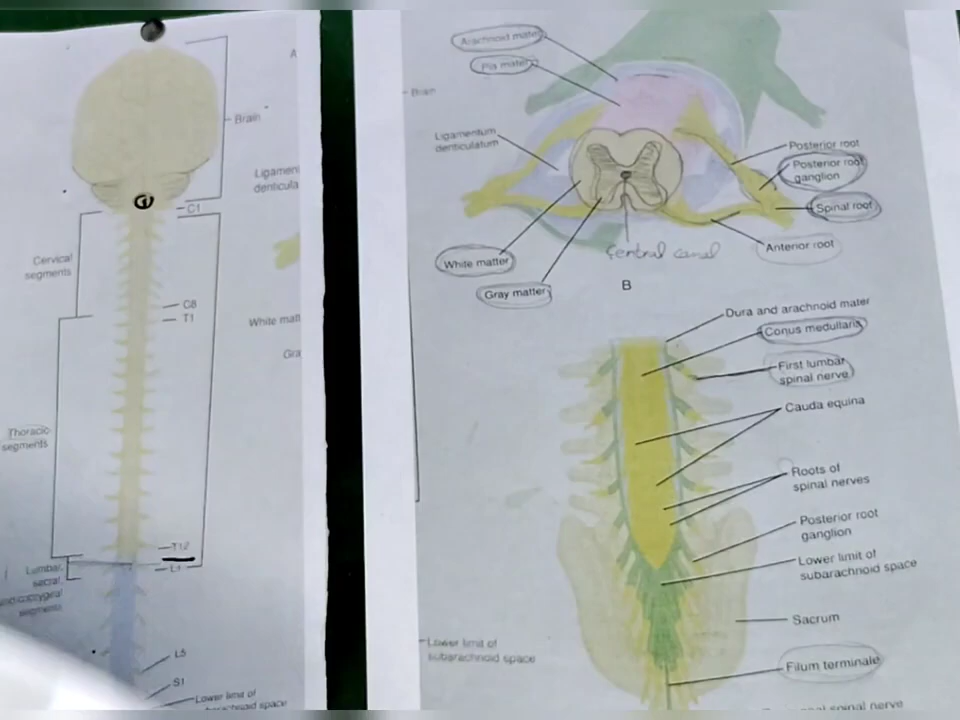 A
Brain
Ligamen
denticula
C1
Cervical
segments
C8
T1
White matt
Gra
Thoracic
segments
T12
L1
Lumbar,
sacral,
and coccygeal
segments
L5
S1
Lower limit of
subarachnoid space
Brain
Arachnoid mater
Pia mater
Ligamentum
denticulatum
Posterior root
Posterior root
ganglion
Spinal root
Anterior root
White matter
Gray matter
Central canal
B
Dura and arachnoid mater
Conus medullaris
First lumbar
spinal nerve
Cauda equina
Roots of
spinal nerves
Posterior root
ganglion
Lower limit of
subarachnoid space
Sacrum
Lower limit of
subarachnoid space
Filum terminale
spinal nerve